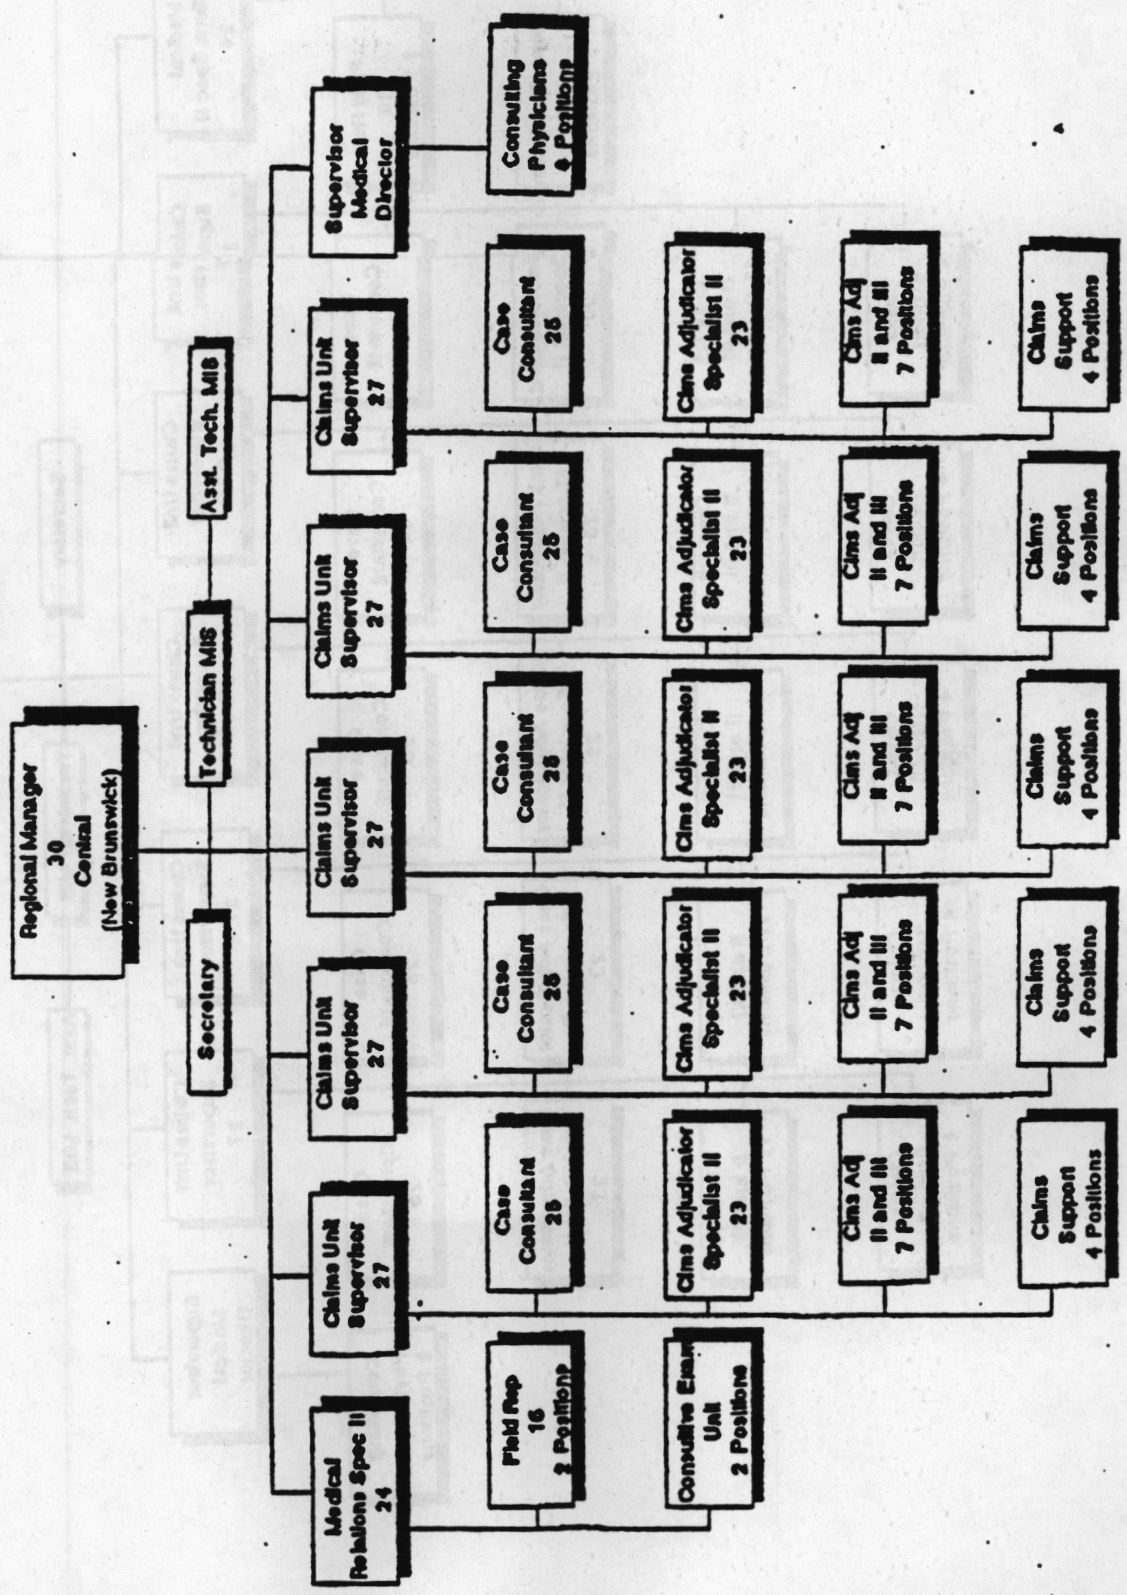 Regional Manager
30
Central
(New Brunswick)
Secretary
Technician MIS
Asst. Tech. MIS
Medical
Relations Spec II
24
Claims Unit
Supervisor
27
Claims Unit
Supervisor
27
Claims Unit
Supervisor
27
Claims Unit
Supervisor
27
Claims Unit
Supervisor
27
Supervisor
Medical
Director
Field Rep
16
2 Positions
Case
Consultant
25
Case
Consultant
25
Case
Consultant
25
Case
Consultant
25
Case
Consultant
25
Consulting
Physicians
4 Positions
Consultive Exam
Unit
2 Positions
Clms Adjudicator
Specialist II
23
Clms Adjudicator
Specialist II
23
Clms Adjudicator
Specialist II
23
Clms Adjudicator
Specialist II
23
Clms Adjudicator
Specialist II
23
Clms Adj
II and III
7 Positions
Clms Adj
II and III
7 Positions
Clms Adj
II and III
7 Positions
Clms Adj
II and III
7 Positions
Clms Adj
II and III
7 Positions
Claims
Support
4 Positions
Claims
Support
4 Positions
Claims
Support
4 Positions
Claims
Support
4 Positions
Claims
Support
4 Positions